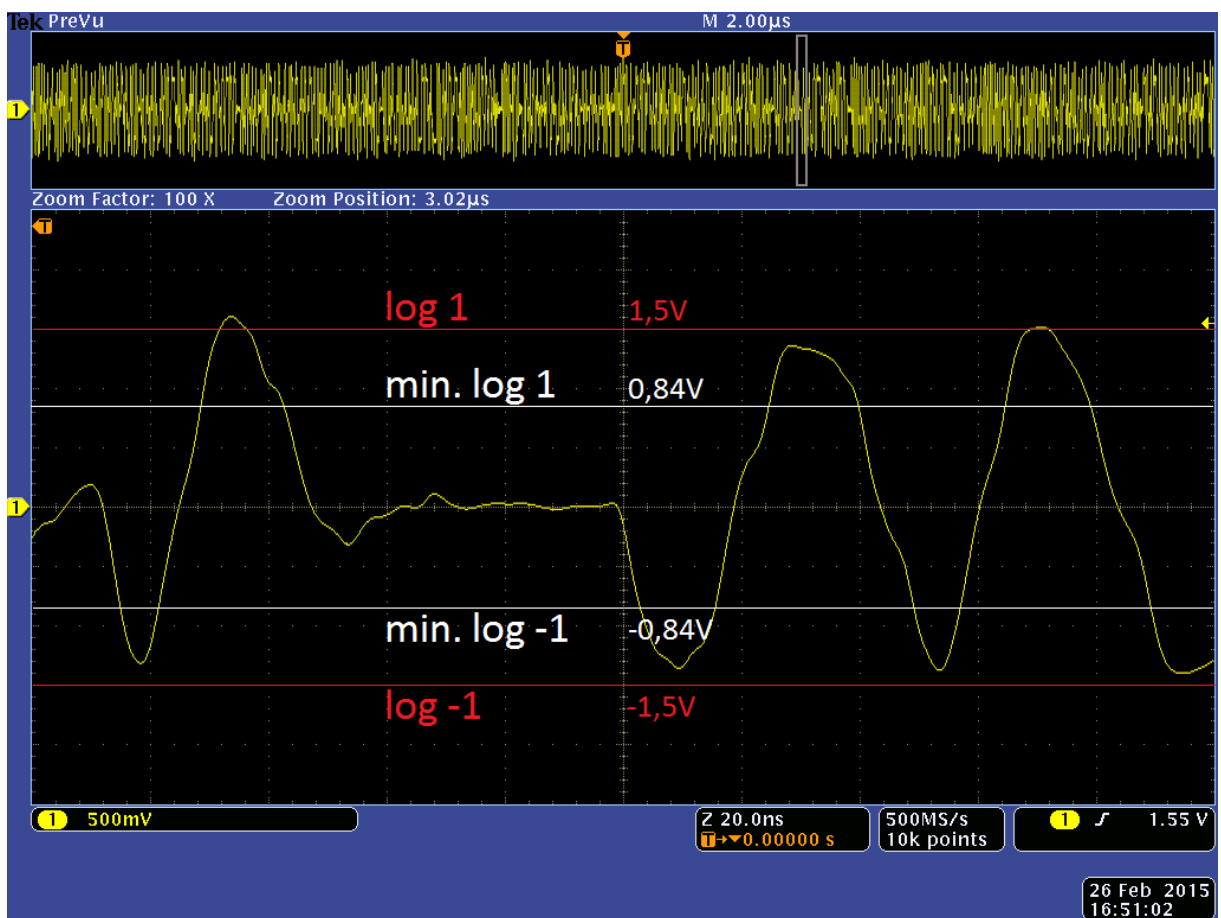 Tek PreVu M 2.00µs
T
1
Zoom Factor: 100 X Zoom Position: 3.02µs
T
log 1 1,5V
min. log 1 0,84V
1
min. log -1 -0,84V
log -1 -1,5V
1 500mV
Z 20.0ns
T→▼0.00000 s
500MS/s
10k points
1 1.55 V
26 Feb 2015
16:51:02